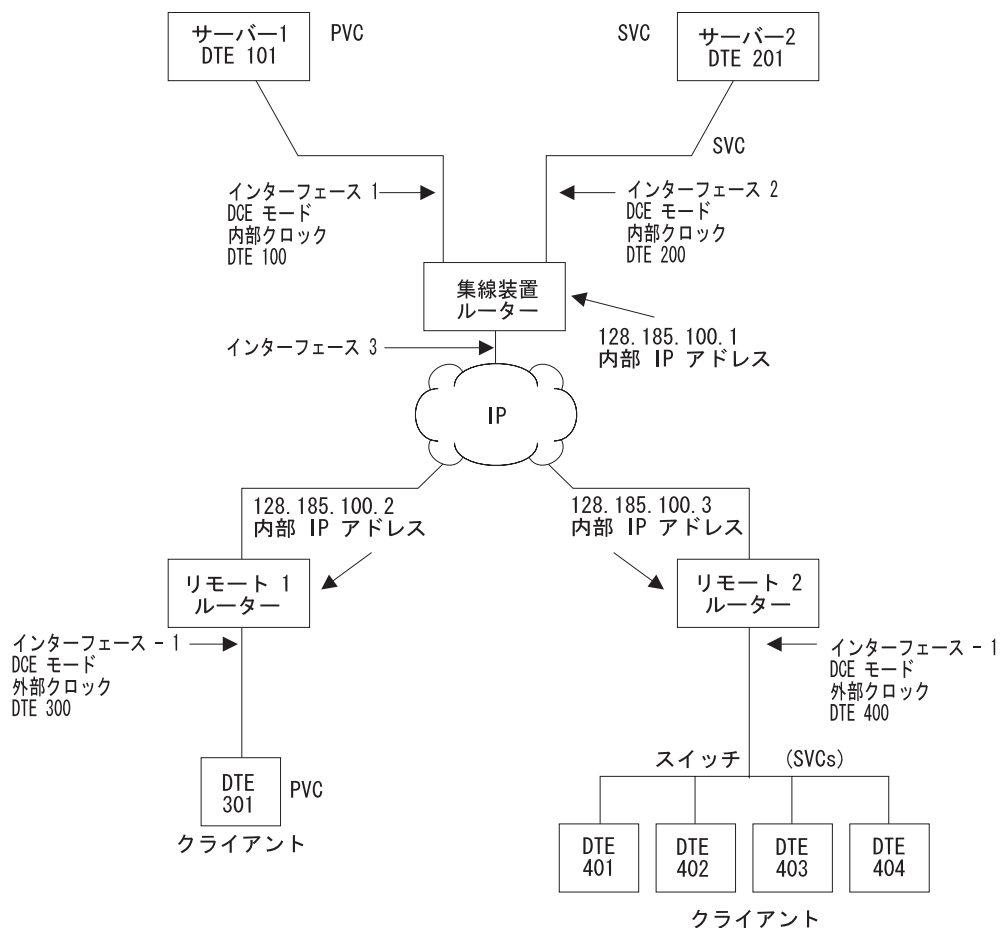 サーバー1
DTE 101
PVC
SVC
サーバー2
DTE 201
SVC
インターフェース 1
DCE モード
内部クロック
DTE 100
インターフェース 2
DCE モード
内部クロック
DTE 200
集線装置
ルーター
128.185.100.1
内部 IP アドレス
インターフェース 3
IP
128.185.100.2
内部 IP アドレス
128.185.100.3
内部 IP アドレス
リモート 1
ルーター
リモート 2
ルーター
インターフェース - 1
DCE モード
外部クロック
DTE 300
インターフェース - 1
DCE モード
外部クロック
DTE 400
スイッチ (SVCs)
DTE
301
PVC
クライアント
DTE
401
DTE
402
DTE
403
DTE
404
クライアント